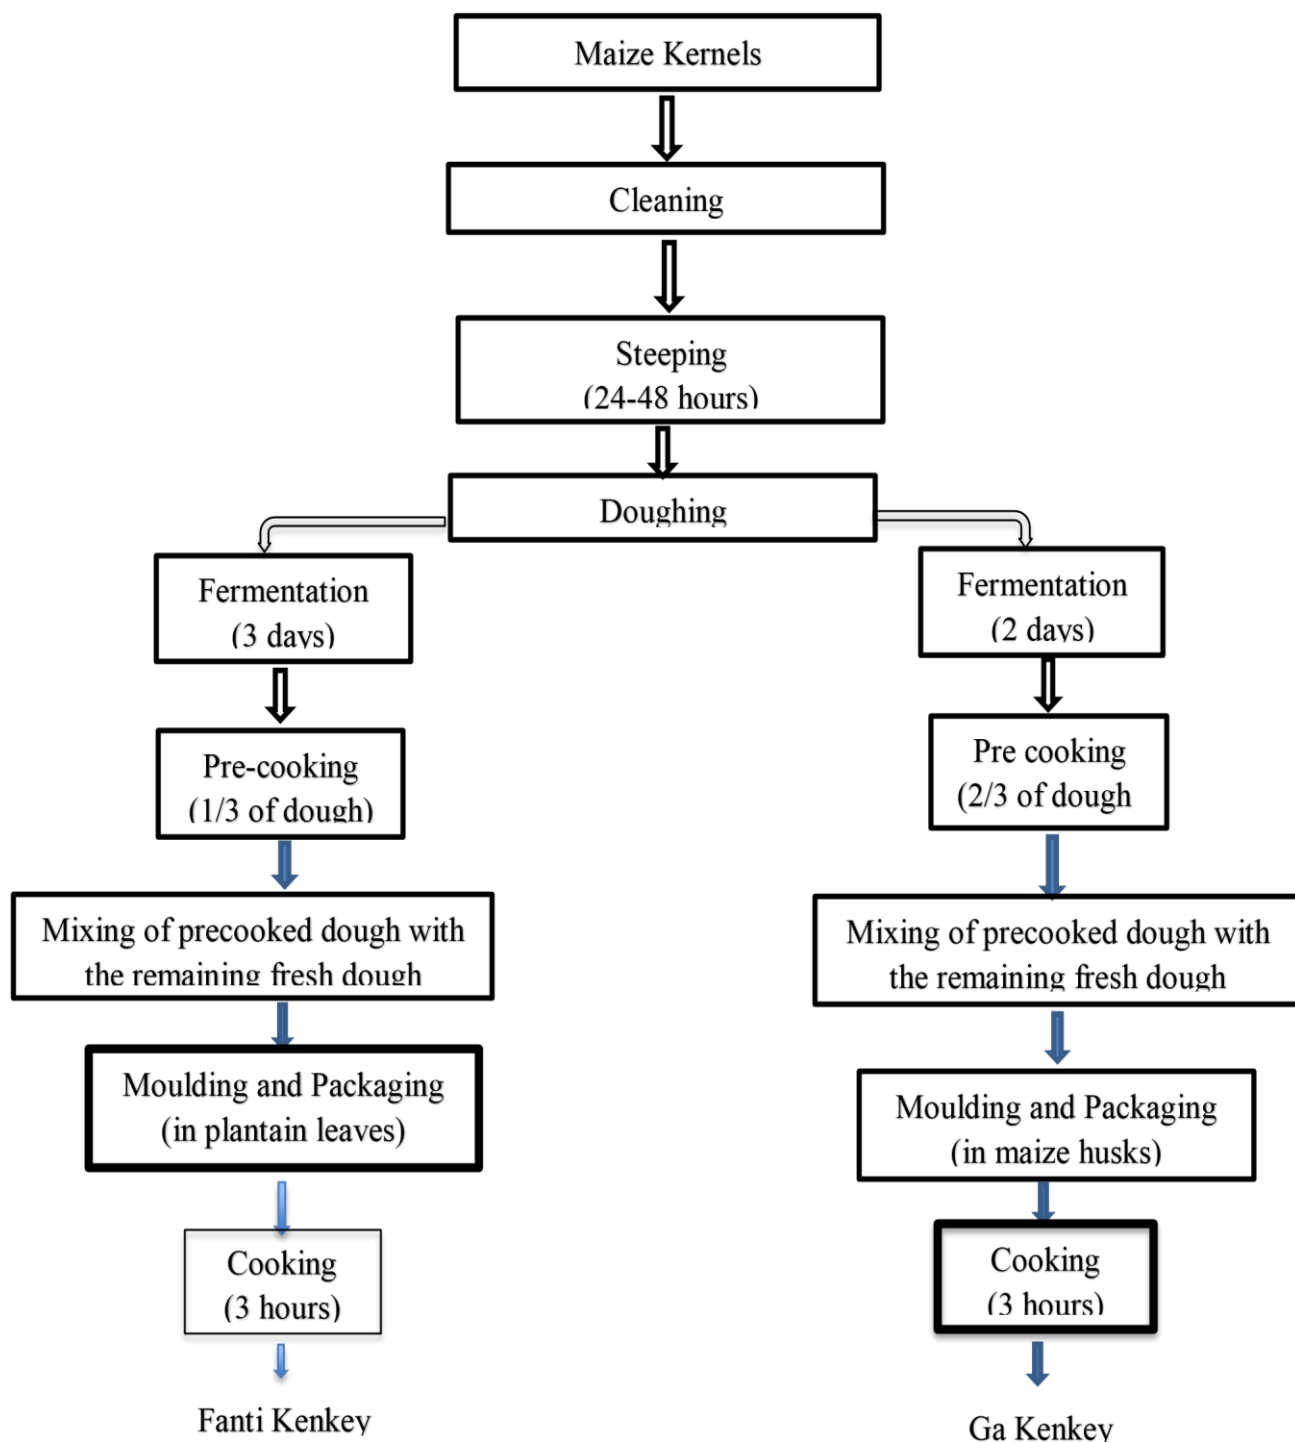 Maize Kernels
Cleaning
Steeping
(24-48 hours)
Doughing
Fermentation
(3 days)
Pre-cooking
(1/3 of dough)
Mixing of precooked dough with
the remaining fresh dough
Moulding and Packaging
(in plantain leaves)
Cooking
(3 hours)
Fanti Kenkey
Fermentation
(2 days)
Pre cooking
(2/3 of dough
Mixing of precooked dough with
the remaining fresh dough
Moulding and Packaging
(in maize husks)
Cooking
(3 hours)
Ga Kenkey